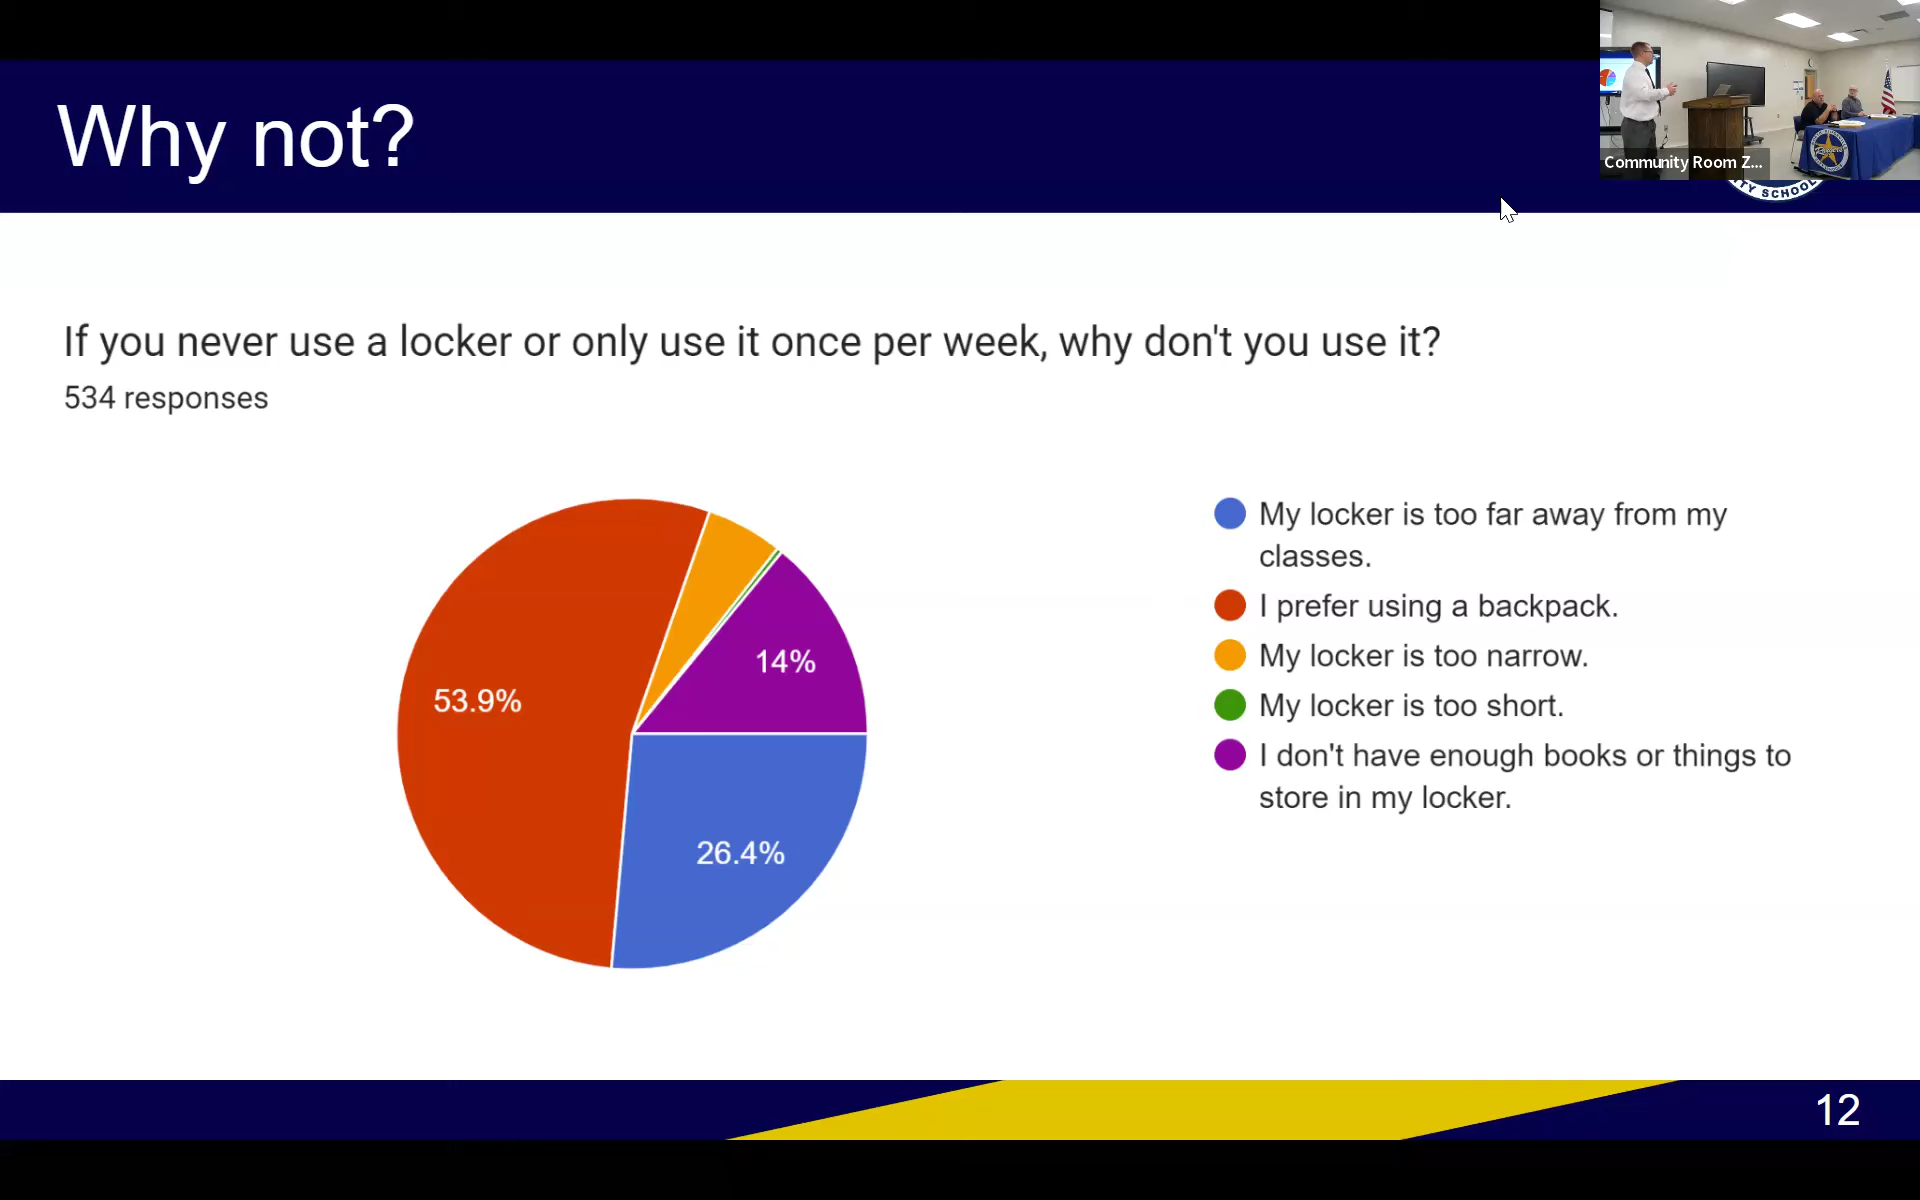 Why not?
Community Room Z...
TY SCHOOL
If you never use a locker or only use it once per week, why don't you use it?
534 responses
My locker is too far away from my
classes.
I prefer using a backpack.
My locker is too narrow.
My locker is too short.
I don't have enough books or things to
store in my locker.
53.9%
14%
26.4%
12